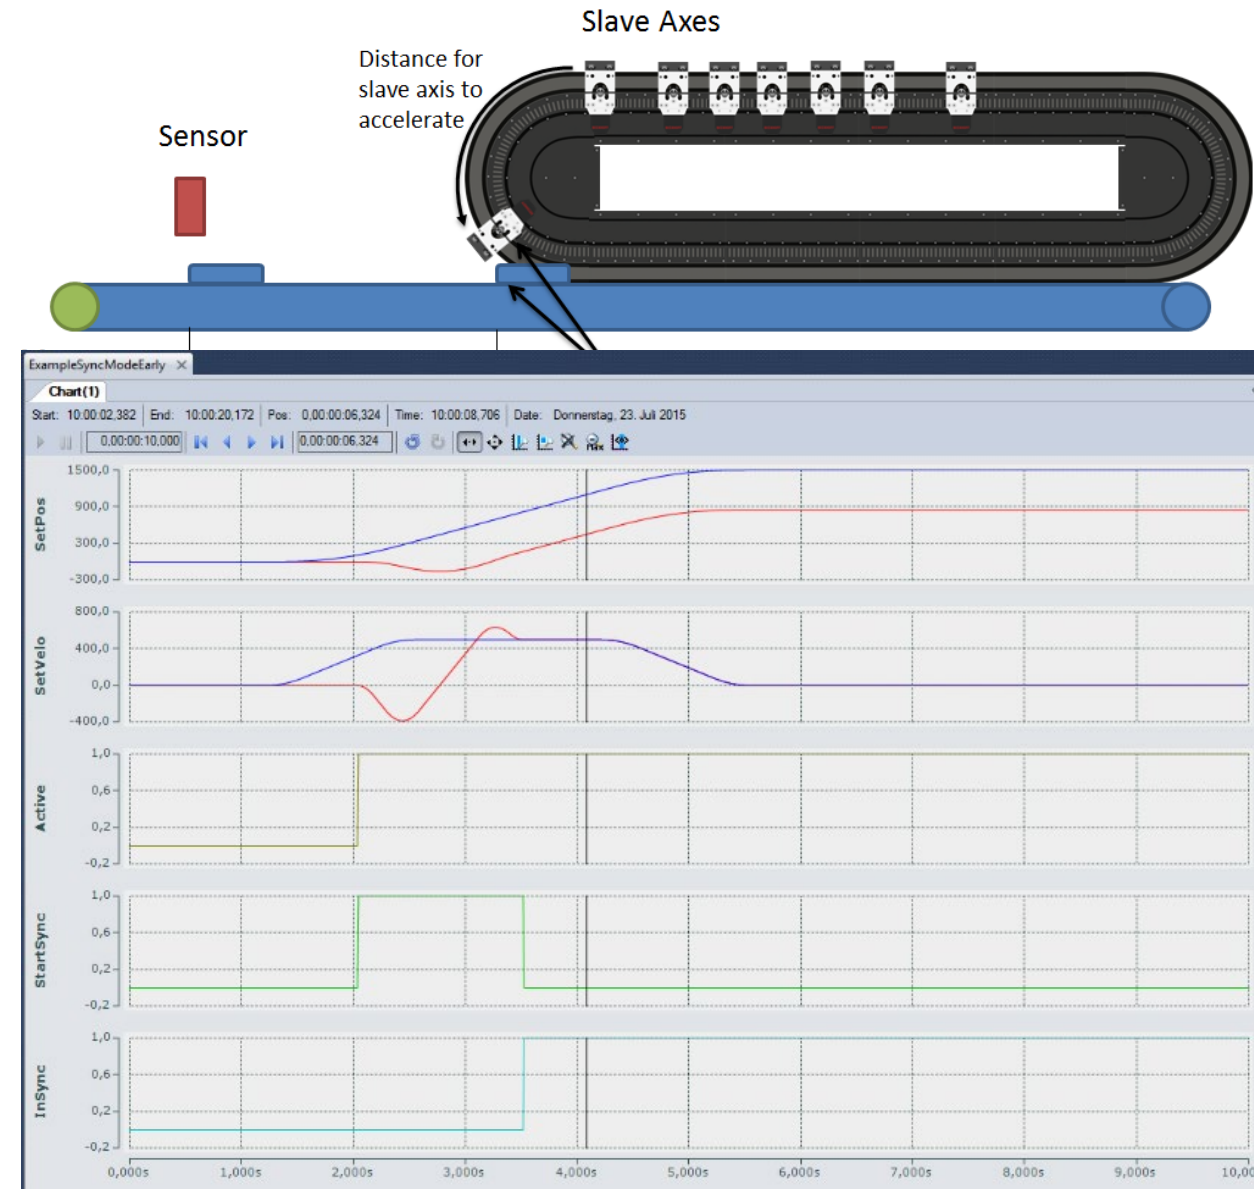 Slave Axes
Distance for
slave axis to
accelerate
Sensor
ExampleSyncModeEarly
Chart(1)
Start: 10:00:02,382 End: 10:00:20,172 Pos: 0,00:00:06,324 Time: 10:00:08,706 Date: Donnerstag, 23. Juli 2015
0,00:00:10,000 0,00:00:06,324
SetPos
1500,0
900,0
300,0
-300,0
SetVelo
800,0
400,0
0,0
-400,0
Active
1,0
0,6
0,2
-0,2
StartSync
1,0
0,6
0,2
-0,2
InSync
1,0
0,6
0,2
-0,2
0,000s 1,000s 2,000s 3,000s 4,000s 5,000s 6,000s 7,000s 8,000s 9,000s 10,00